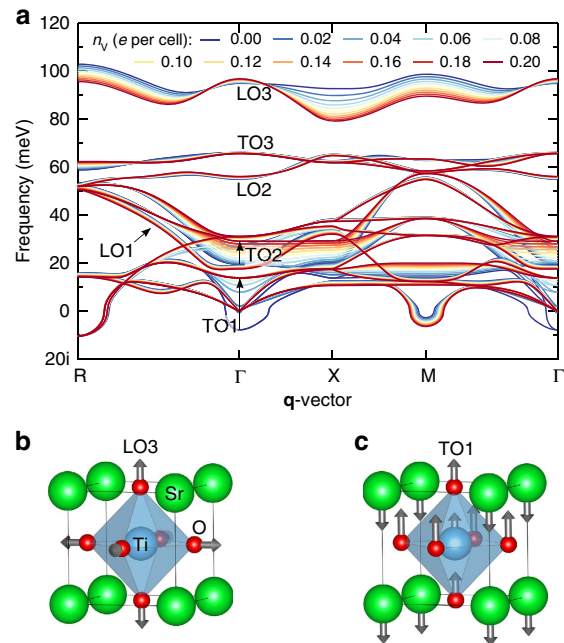 a
n_V (e per cell): 0.00 0.02 0.04 0.06 0.08
0.10 0.12 0.14 0.16 0.18 0.20
120
100
80
60
40
20
0
20i
Frequency (meV)
LO3
TO3
LO2
LO1
TO2
TO1
R Γ X M Γ
q-vector
b
LO3
Sr
O
Ti
c
TO1